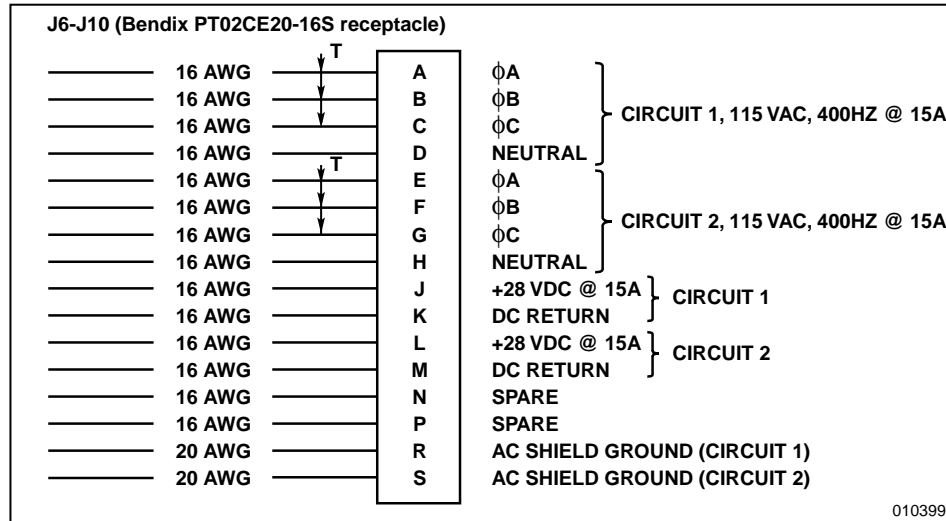 J6-J10 (Bendix PT02CE20-16S receptacle)
T
16 AWG A ϕA
16 AWG B ϕB
16 AWG C ϕC
CIRCUIT 1, 115 VAC, 400HZ @ 15A
16 AWG D NEUTRAL
T
16 AWG E ϕA
16 AWG F ϕB
16 AWG G ϕC
CIRCUIT 2, 115 VAC, 400HZ @ 15A
16 AWG H NEUTRAL
16 AWG J +28 VDC @ 15A
16 AWG K DC RETURN
CIRCUIT 1
16 AWG L +28 VDC @ 15A
16 AWG M DC RETURN
CIRCUIT 2
16 AWG N SPARE
16 AWG P SPARE
20 AWG R AC SHIELD GROUND (CIRCUIT 1)
20 AWG S AC SHIELD GROUND (CIRCUIT 2)
010399